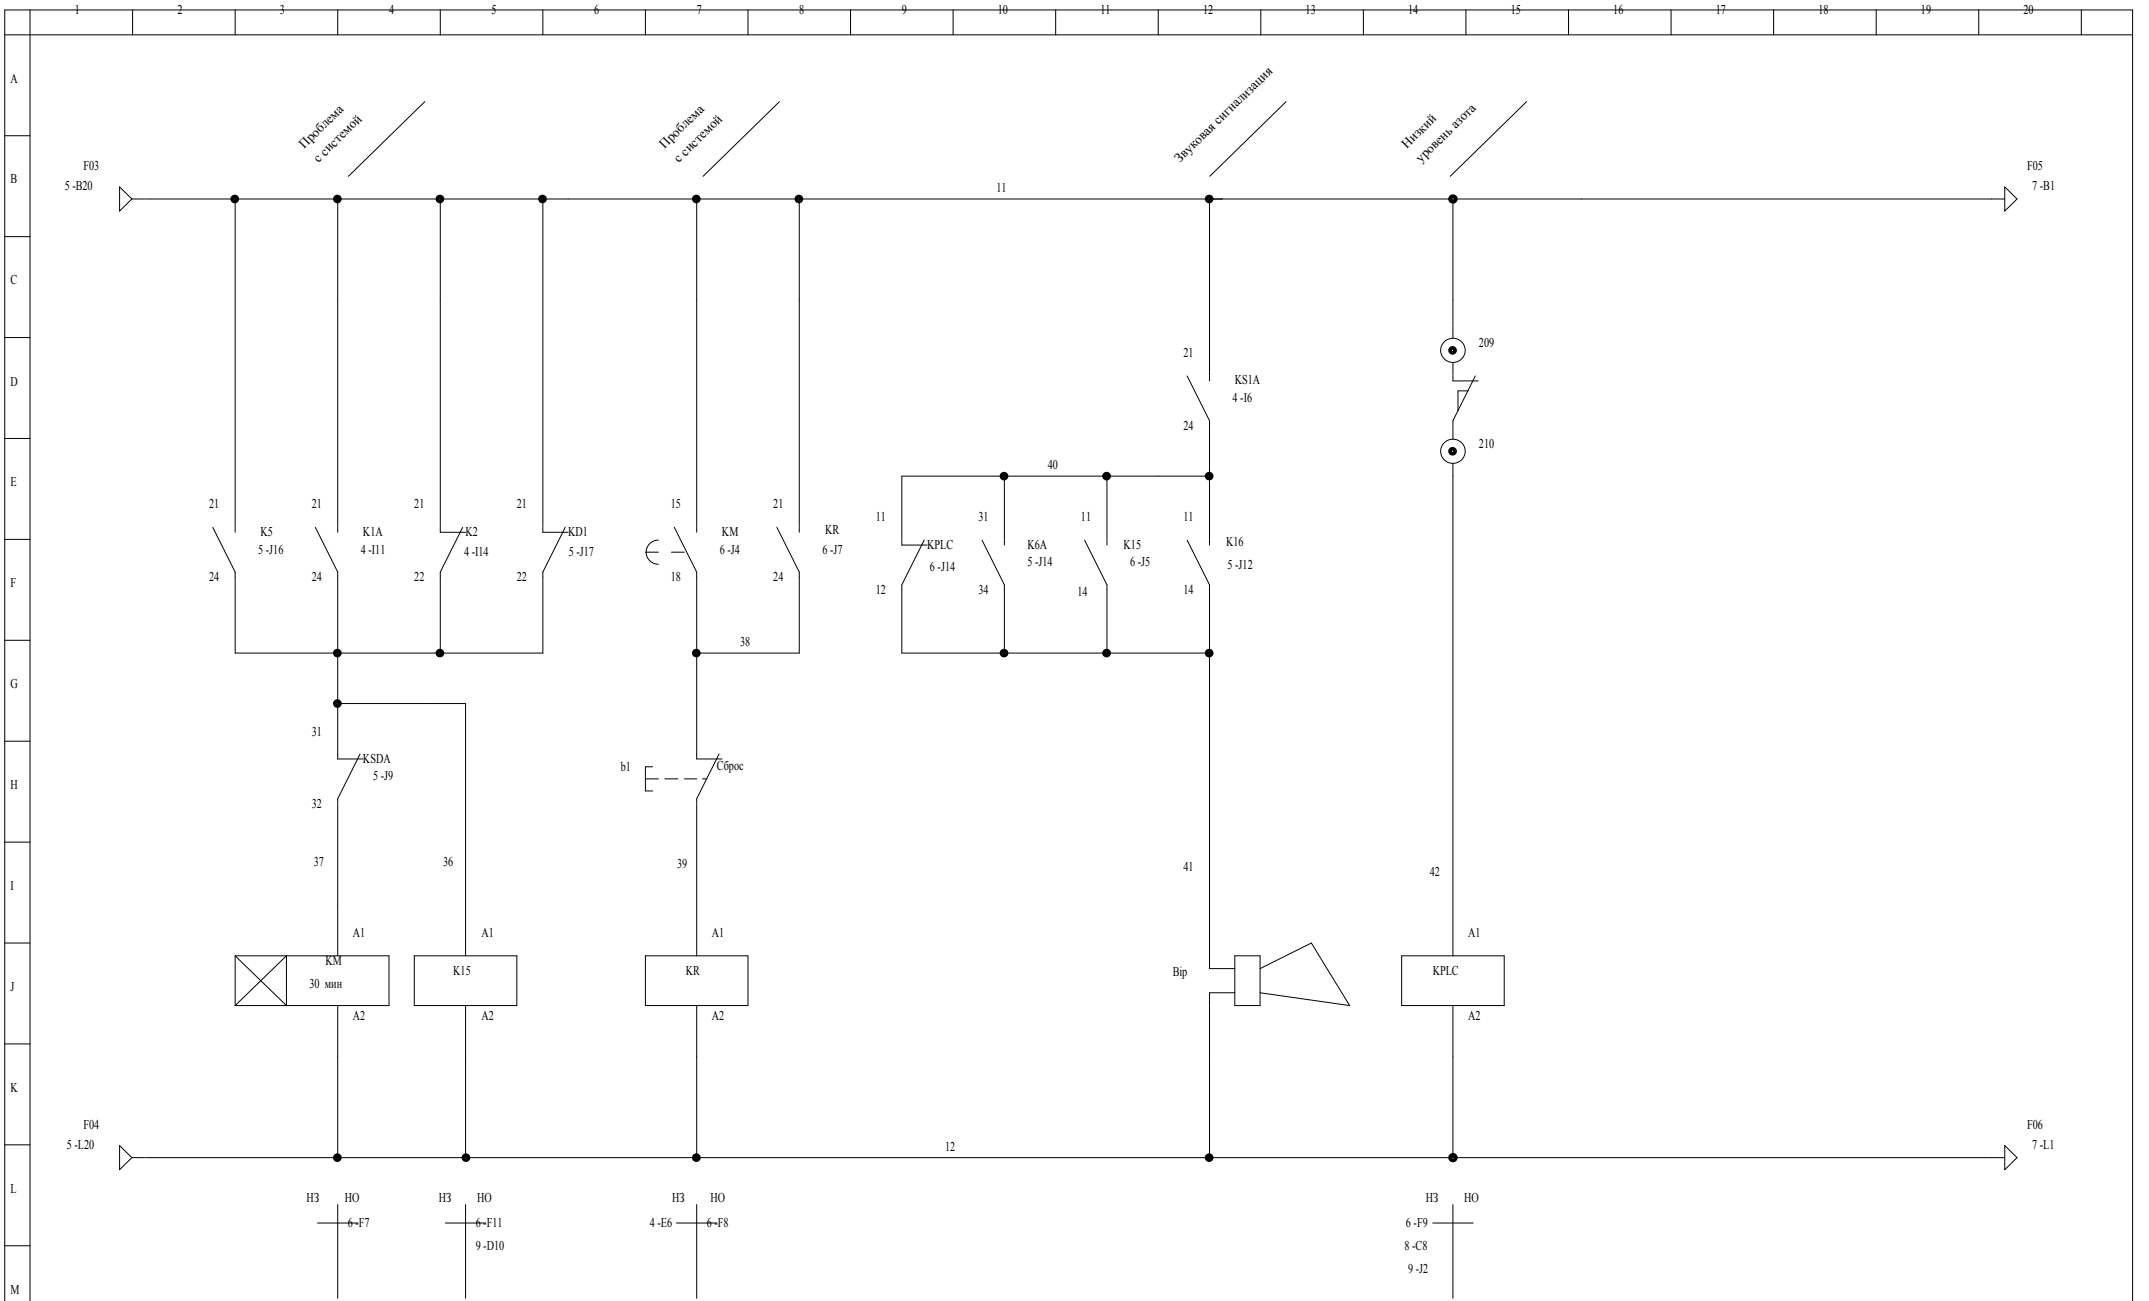 1 2 3 4 5 6 7 8 9 10 11 12 13 14 15 16 17 18 19 20
A
Проблема
с системой
Проблема
с системой
Звуковая сигнализация
Низкий
уровень азота
B
F03
5 -B20
11
F05
7 -B1
C
D
21
KS1A
4 -I6
24
209
210
E
40
21
K5
5 -J16
24
21
K1A
4 -I11
24
21
K2
4 -I14
22
21
KD1
5 -J17
22
15
KM
6 -J4
18
21
KR
6 -J7
24
11
KPLC
6 -J14
12
31
K6A
5 -J14
34
11
K15
6 -J5
14
11
K16
5 -J12
14
F
38
G
31
KSDA
5 -J9
32
H
b1
Сброс
37
36
39
41
42
I
A1
A1
A1
A1
J
KM
30 мин
K15
KR
Bip
KPLC
A2
A2
A2
A2
K
F04
5 -L20
12
F06
7 -L1
L
НЗ НО
6 -F7
НЗ НО
6 -F11
9 -D10
НЗ НО
4 -E6 6 -F8
НЗ НО
6 -F9
8 -C8
9 -J2
M